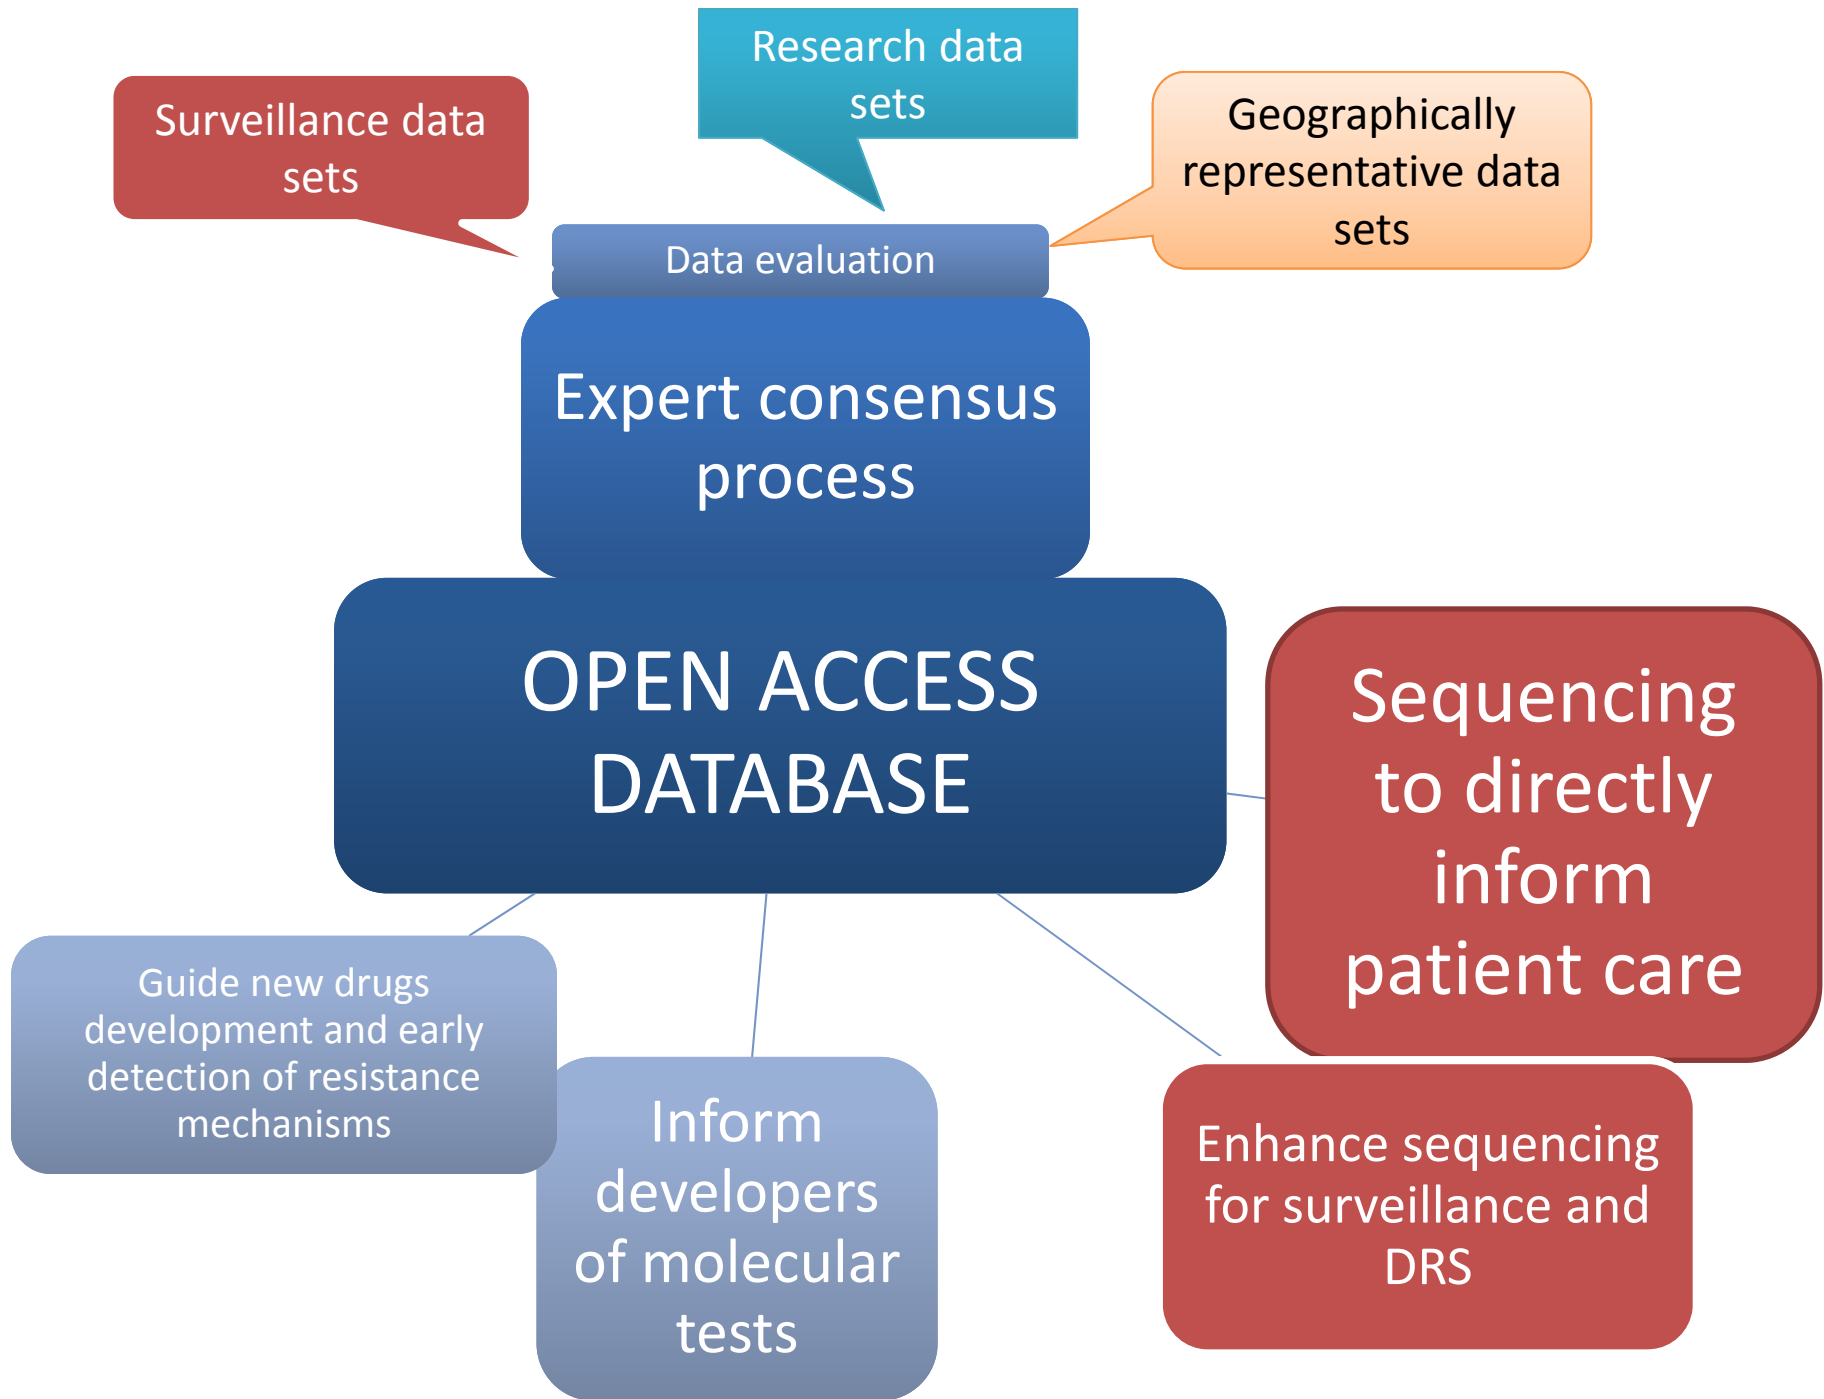 Research data
sets
Surveillance data
sets
Geographically
representative data
sets
Data evaluation
Expert consensus
process
OPEN ACCESS
DATABASE
Sequencing
to directly
inform
patient care
Guide new drugs
development and early
detection of resistance
mechanisms
Inform
developers
of molecular
tests
Enhance sequencing
for surveillance and
DRS